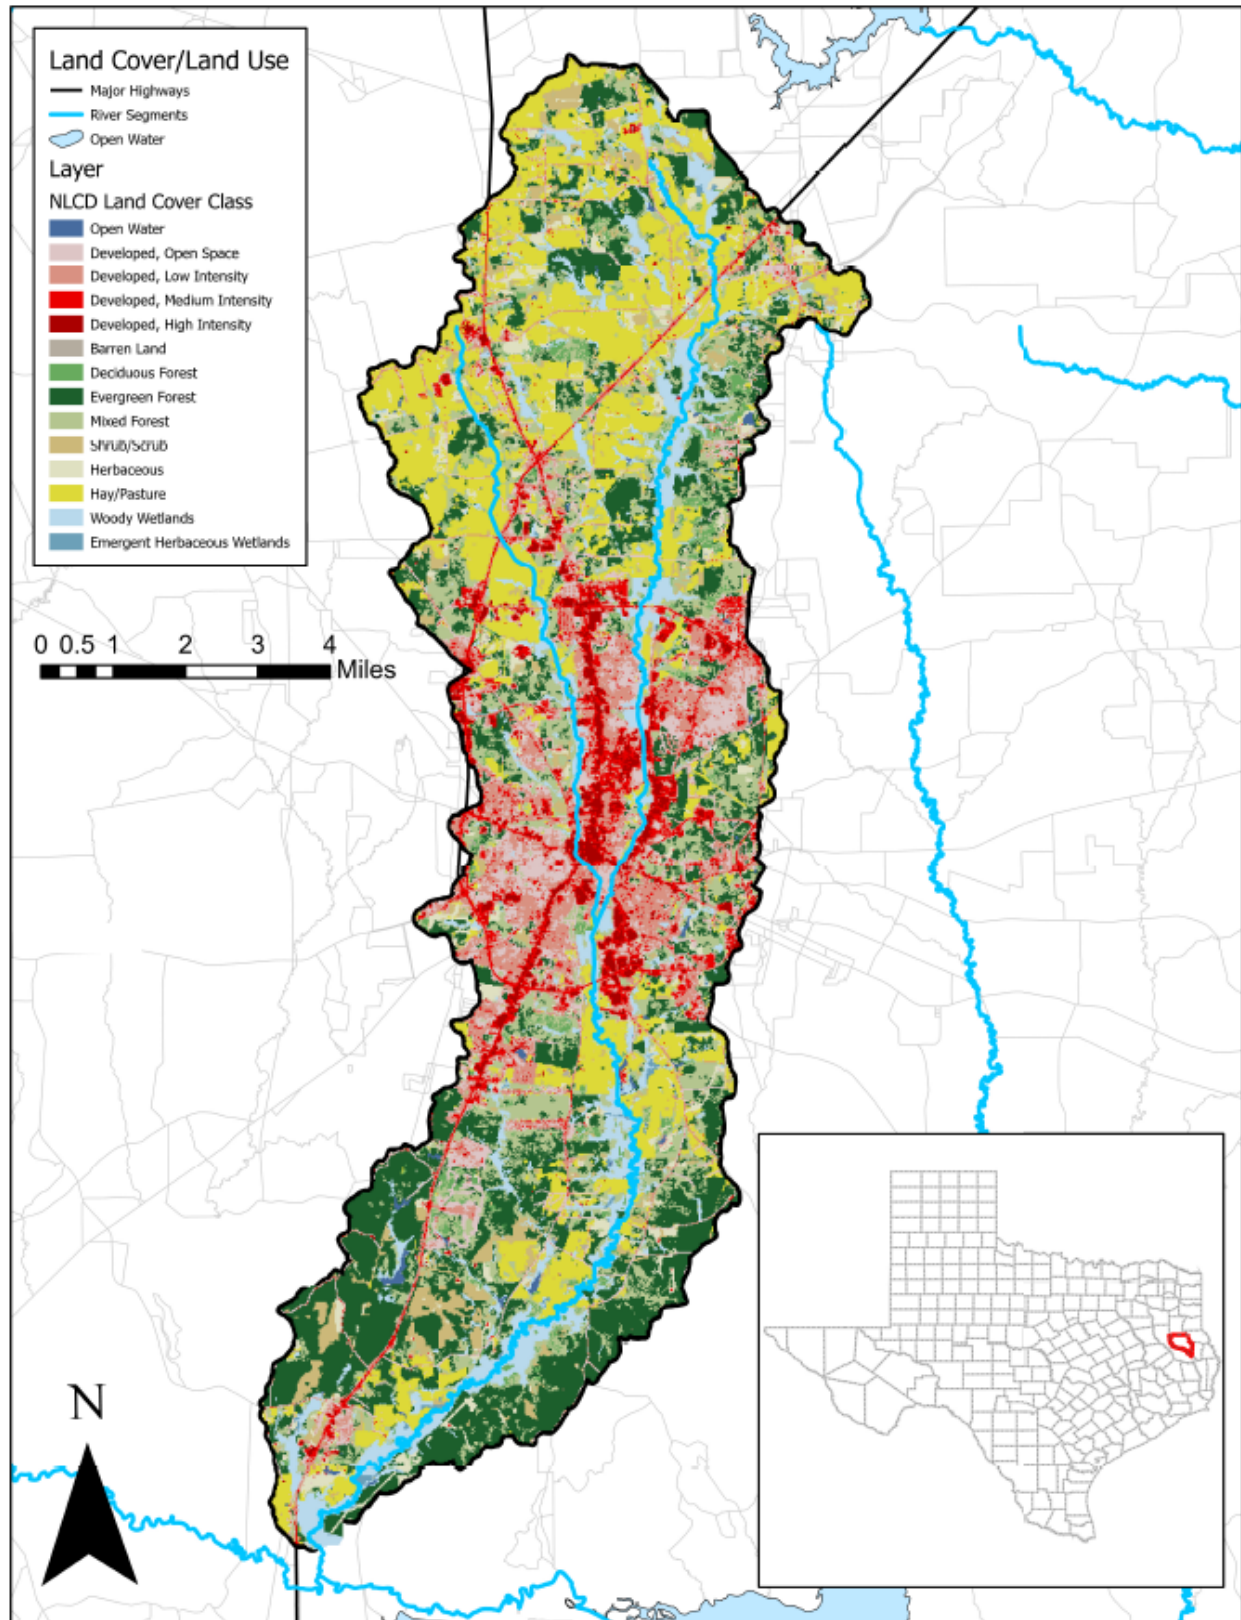 Land Cover/Land Use
Major Highways
River Segments
Open Water
Layer
NLCD Land Cover Class
Open Water
Developed, Open Space
Developed, Low Intensity
Developed, Medium Intensity
Developed, High Intensity
Barren Land
Deciduous Forest
Evergreen Forest
Mixed Forest
Shrub/Scrub
Herbaceous
Hay/Pasture
Woody Wetlands
Emergent Herbaceous Wetlands
0 0.5 1 2 3 4
Miles
N